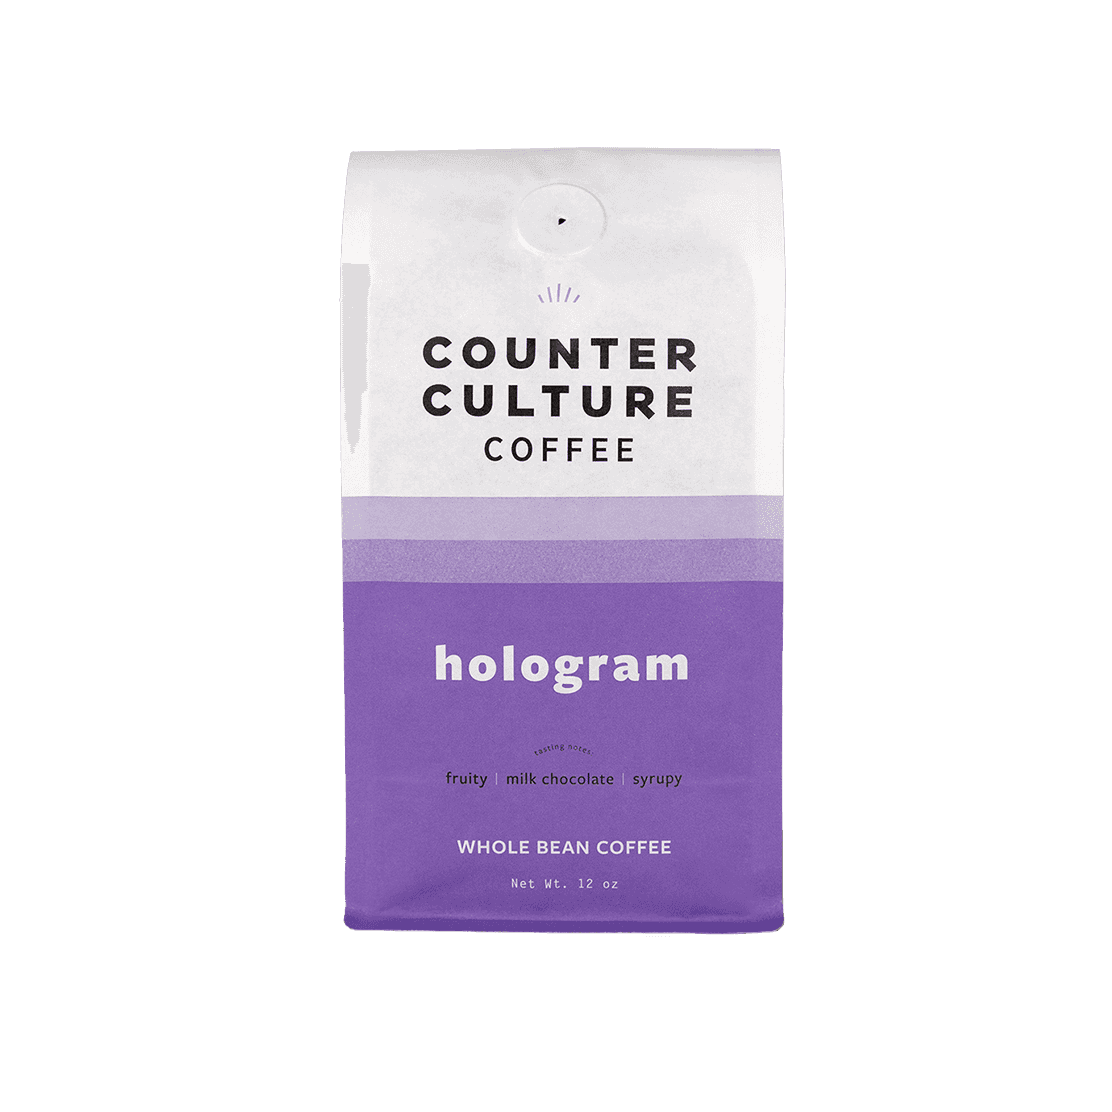 COUNTER
CULTURE
COFFEE
hologram
tasting notes:
fruity | milk chocolate | syrupy
WHOLE BEAN COFFEE
Net Wt. 12 oz